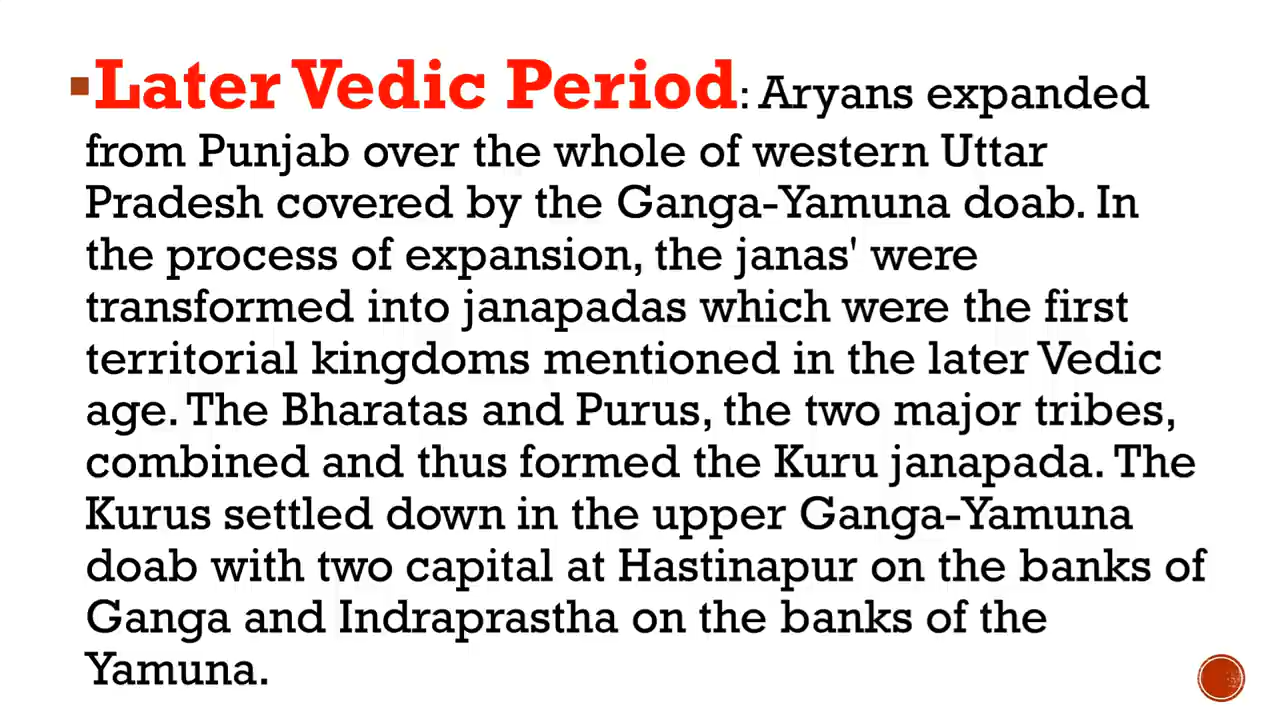 ▪Later Vedic Period: Aryans expanded
from Punjab over the whole of western Uttar
Pradesh covered by the Ganga-Yamuna doab. In
the process of expansion, the janas' were
transformed into janapadas which were the first
territorial kingdoms mentioned in the later Vedic
age. The Bharatas and Purus, the two major tribes,
combined and thus formed the Kuru janapada. The
Kurus settled down in the upper Ganga-Yamuna
doab with two capital at Hastinapur on the banks of
Ganga and Indraprastha on the banks of the
Yamuna.